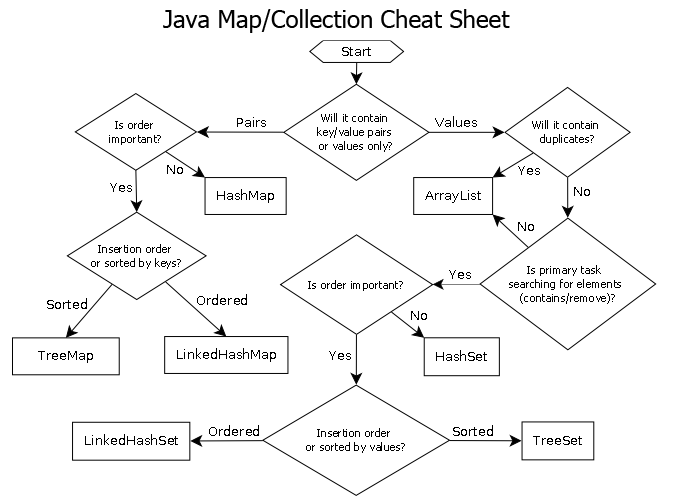 Java Map/Collection Cheat Sheet
Start
Will it contain
key/value pairs
or values only?
Pairs
Values
Is order
important?
No
HashMap
Yes
Insertion order
or sorted by keys?
Sorted
TreeMap
Ordered
LinkedHashMap
Will it contain
duplicates?
Yes
ArrayList
No
Is primary task
searching for elements
(contains/remove)?
No
Yes
Is order important?
No
HashSet
Yes
Insertion order
or sorted by values?
Ordered
LinkedHashSet
Sorted
TreeSet